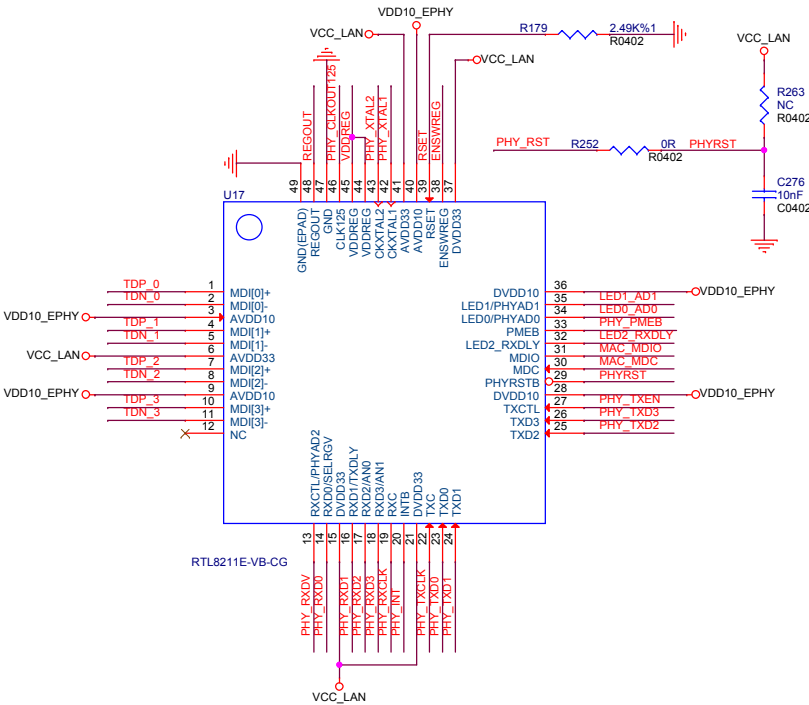 VDD10_EPHY
VCC_LAN
R179
2.49K%1
R0402
VCC_LAN
VCC_LAN
R263
NC
R0402
PHY_RST
R252
0R
R0402
PHYRST
C276
10nF
C0402
REGOUT
PHY_CLKOUT125
VDDREG
PHY_XTAL2
PHY_XTAL1
RSET
ENSWREG
49
48
47
46
45
44
43
42
41
40
39
38
37
U17
GND(EPAD)
REGOUT
GND
CLK125
VDDREG
VDDREG
CKXTAL2
CKXTAL1
AVDD33
AVDD10
RSET
ENSWREG
DVDD33
TDP_0 1 MDI[0]+
TDN_0 2 MDI[0]-
VDD10_EPHY 3 AVDD10
TDP_1 4 MDI[1]+
TDN_1 5 MDI[1]-
VCC_LAN 6 AVDD33
TDP_2 7 MDI[2]+
TDN_2 8 MDI[2]-
VDD10_EPHY 9 AVDD10
TDP_3 10 MDI[3]+
TDN_3 11 MDI[3]-
12 NC
DVDD10 36 VDD10_EPHY
LED1/PHYAD1 35 LED1_AD1
LED0/PHYAD0 34 LED0_AD0
PMEB 33 PHY_PMEB
LED2_RXDLY 32 LED2_RXDLY
MDIO 31 MAC_MDIO
MDC 30 MAC_MDC
PHYRSTB 29 PHYRST
DVDD10 28 VDD10_EPHY
TXCTL 27 PHY_TXEN
TXD3 26 PHY_TXD3
TXD2 25 PHY_TXD2
RXCTL/PHYAD2
RXD0/SELRGV
DVDD33
RXD1/TXDLY
RXD2/AN0
RXD3/AN1
RXC
INTB
DVDD33
TXC
TXD0
TXD1
13
14
15
16
17
18
19
20
21
22
23
24
RTL8211E-VB-CG
PHY_RXDV
PHY_RXD0
PHY_RXD1
PHY_RXD2
PHY_RXD3
PHY_RXCLK
PHY_INT
PHY_TXCLK
PHY_TXD0
PHY_TXD1
VCC_LAN